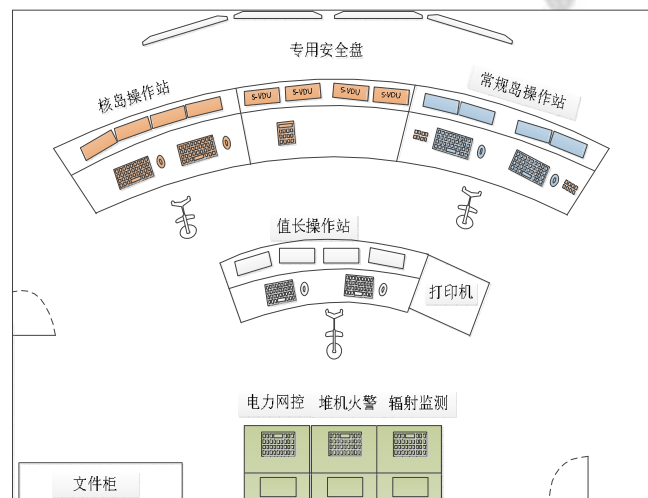 专用安全盘
核岛操作站
常规岛操作站
S-VDU S-VDU S-VDU S-VDU
值长操作站
打印机
电力网控 堆机火警 辐射监测
文件柜